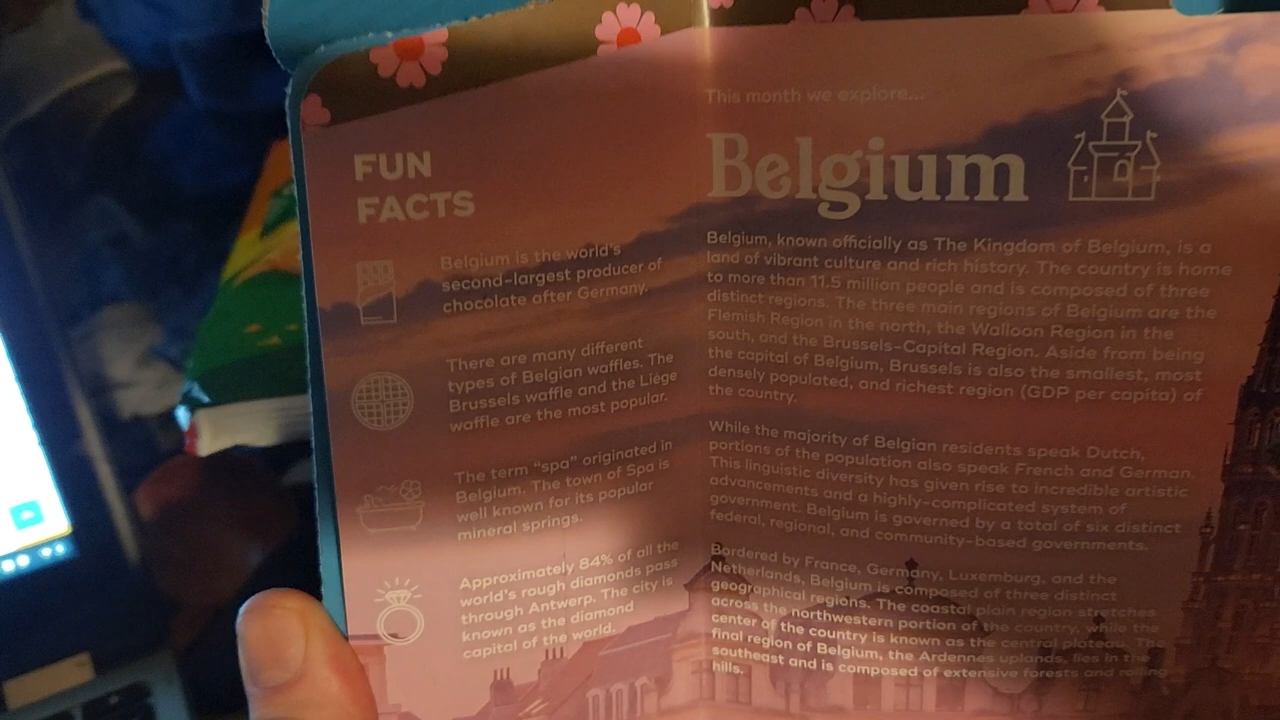 FUN
FACTS
Belgium is the world's
second-largest producer of
chocolate after Germany.
There are many different
types of Belgian waffles. The
Brussels waffle and the Liège
waffle are the most popular.
The term "spa" originated in
Belgium. The town of Spa is
well known for its popular
mineral springs.
Approximately 84% of all the
world's rough diamonds pass
through Antwerp. The city is
known as the diamond
capital of the world.
This month we explore...
Belgium
Belgium, known officially as The Kingdom of Belgium, is a
land of vibrant culture and rich history. The country is home
to more than 11.5 million people and is composed of three
distinct regions. The three main regions of Belgium are the
Flemish Region in the north, the Walloon Region in the
south, and the Brussels-Capital Region. Aside from being
the capital of Belgium, Brussels is also the smallest, most
densely populated, and richest region (GDP per capita) of
the country.
While the majority of Belgian residents speak Dutch,
portions of the population also speak French and German.
This linguistic diversity has given rise to incredible artistic
advancements and a highly-complicated system of
government. Belgium is governed by a total of six distinct
federal, regional, and community-based governments.
Bordered by France, Germany, Luxemburg, and the
Netherlands, Belgium is composed of three distinct
geographical regions. The coastal plain region stretches
across the northwestern portion of the country, while the
center of the country is known as the central plateau. The
final region of Belgium, the Ardennes uplands, lies in the
southeast and is composed of extensive forests and rolling
hills.